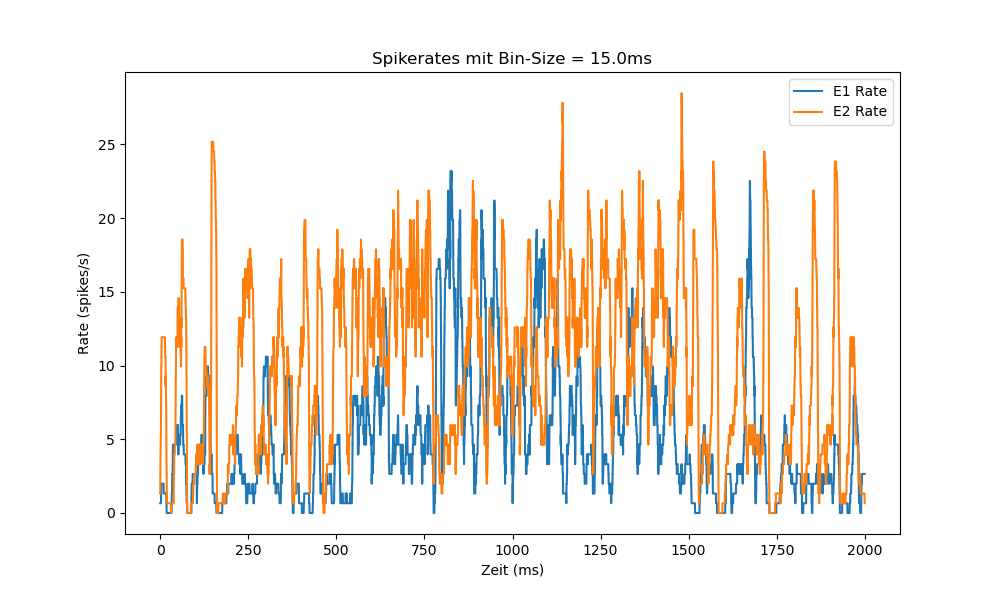 Spikerates mit Bin-Size = 15.0ms
E1 Rate
E2 Rate
Rate (spikes/s)
25
20
15
10
5
0
0 250 500 750 1000 1250 1500 1750 2000
Zeit (ms)